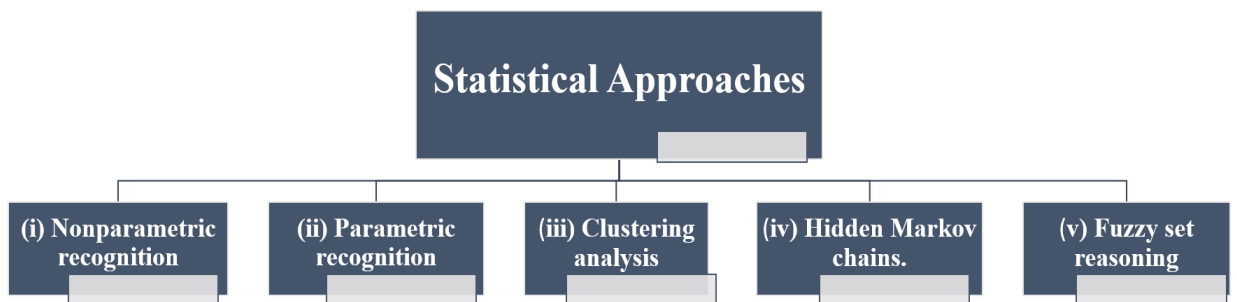 Statistical Approaches
(i) Nonparametric
recognition
(ii) Parametric
recognition
(iii) Clustering
analysis
(iv) Hidden Markov
chains.
(v) Fuzzy set
reasoning